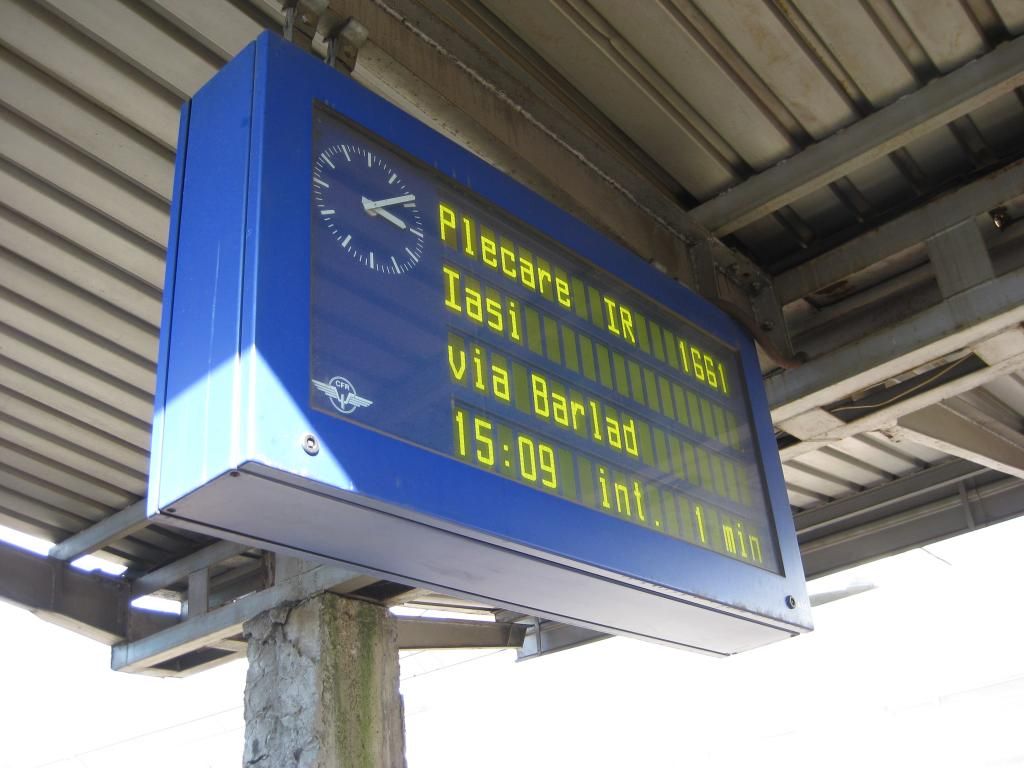 Plecare IR 1661
Iasi
via Barlad
15:09 int. 1 min
CFR